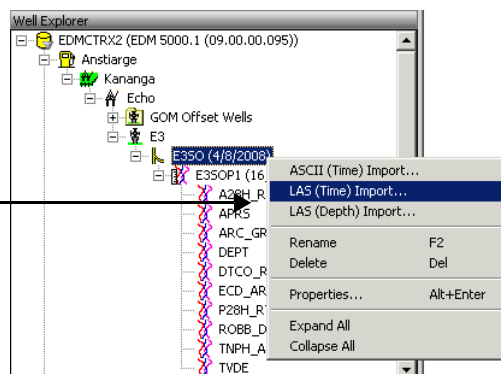 Well Explorer
EDMCTRX2 (EDM 5000.1 (09.00.00.095))
Anstiarge
Kananga
Echo
GOM Offset Wells
E3
E3SO (4/8/2008)
E3SOP1 (16
A28H_R
APRS
ARC_GR
DEPT
DTCO_R
ECD_AR
P28H_R
ROBB_D
TNPH_A
TVDE
ASCII (Time) Import...
LAS (Time) Import...
LAS (Depth) Import...
Rename F2
Delete Del
Properties... Alt+Enter
Expand All
Collapse All